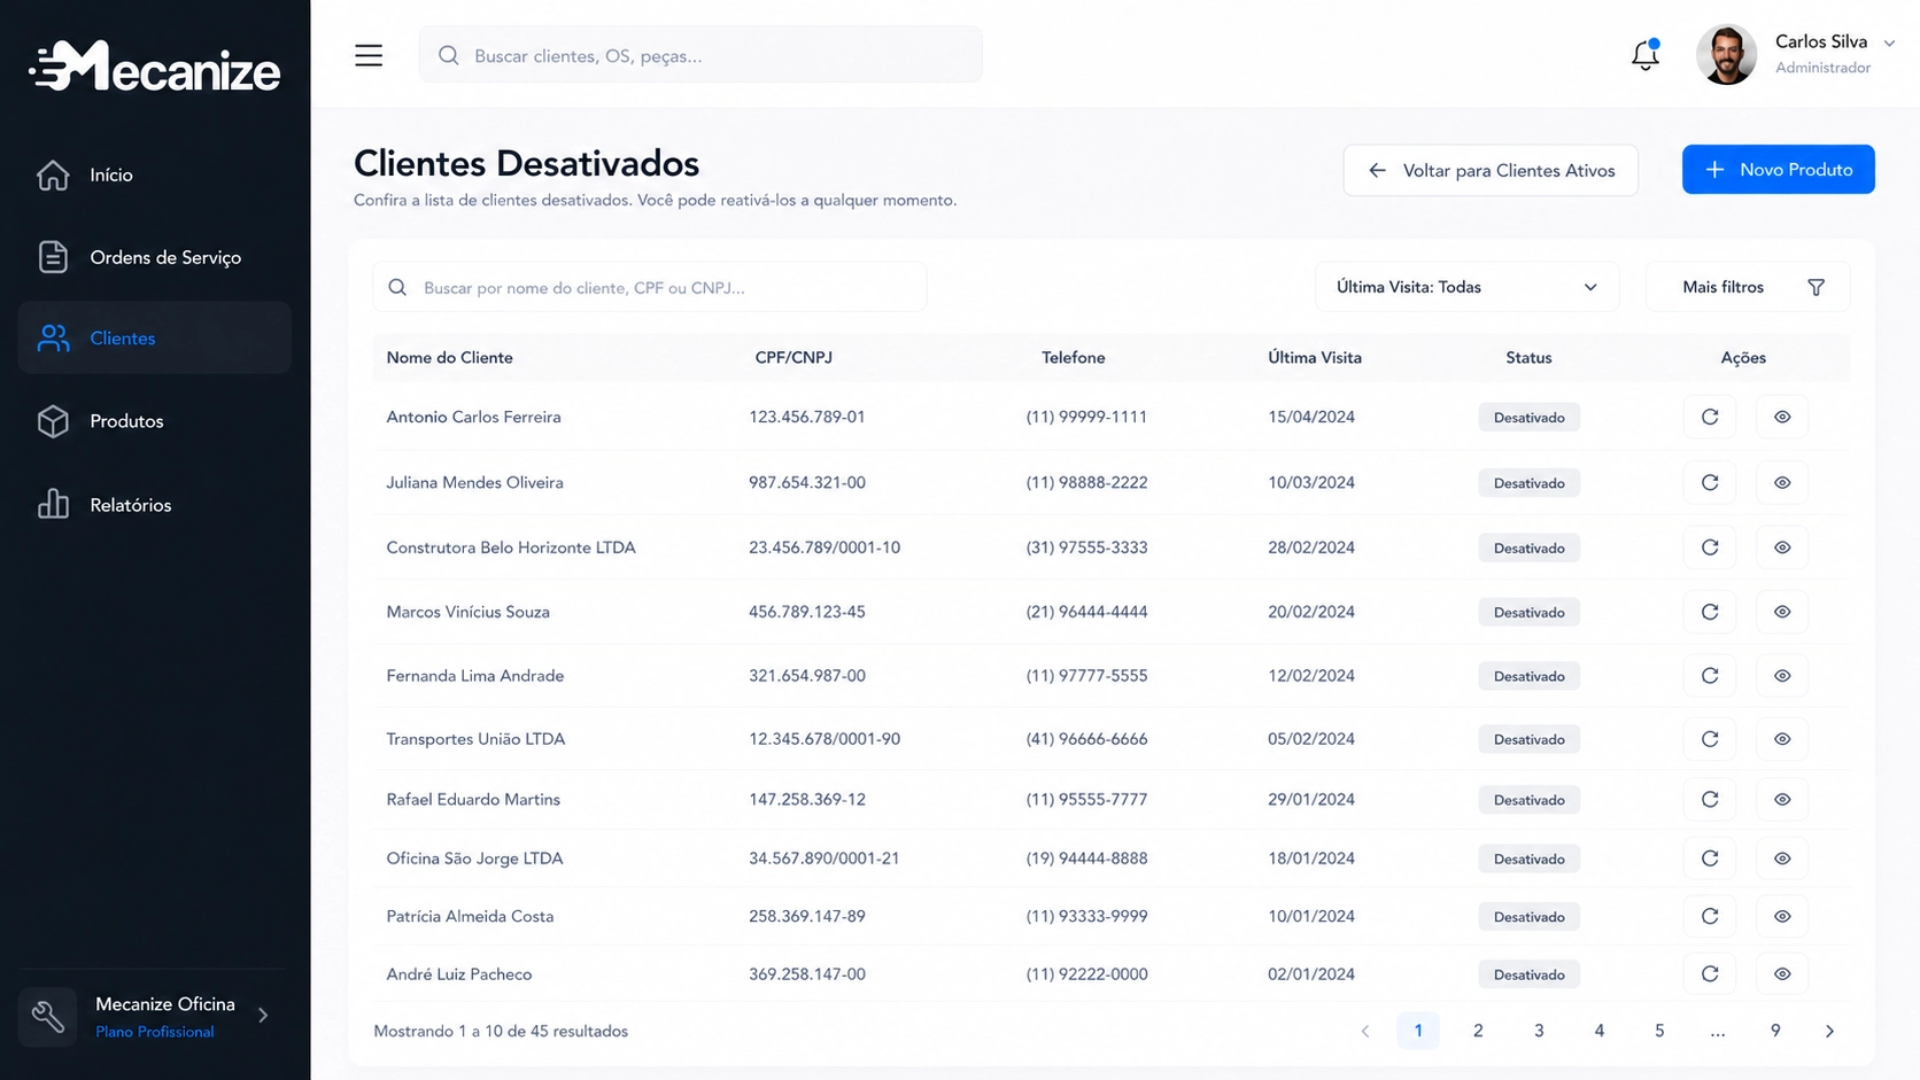 Mecanize
Buscar clientes, OS, peças...
Carlos Silva
Administrador
Início
Ordens de Serviço
Clientes
Produtos
Relatórios
Mecanize Oficina
Plano Profissional
Clientes Desativados
Confira a lista de clientes desativados. Você pode reativá-los a qualquer momento.
Voltar para Clientes Ativos
Novo Produto
Buscar por nome do cliente, CPF ou CNPJ...
Última Visita: Todas
Mais filtros
Nome do Cliente CPF/CNPJ Telefone Última Visita Status Ações
Antonio Carlos Ferreira 123.456.789-01 (11) 99999-1111 15/04/2024 Desativado
Juliana Mendes Oliveira 987.654.321-00 (11) 98888-2222 10/03/2024 Desativado
Construtora Belo Horizonte LTDA 23.456.789/0001-10 (31) 97555-3333 28/02/2024 Desativado
Marcos Vinícius Souza 456.789.123-45 (21) 96444-4444 20/02/2024 Desativado
Fernanda Lima Andrade 321.654.987-00 (11) 97777-5555 12/02/2024 Desativado
Transportes União LTDA 12.345.678/0001-90 (41) 96666-6666 05/02/2024 Desativado
Rafael Eduardo Martins 147.258.369-12 (11) 95555-7777 29/01/2024 Desativado
Oficina São Jorge LTDA 34.567.890/0001-21 (19) 94444-8888 18/01/2024 Desativado
Patrícia Almeida Costa 258.369.147-89 (11) 93333-9999 10/01/2024 Desativado
André Luiz Pacheco 369.258.147-00 (11) 92222-0000 02/01/2024 Desativado
Mostrando 1 a 10 de 45 resultados
1 2 3 4 5 ... 9